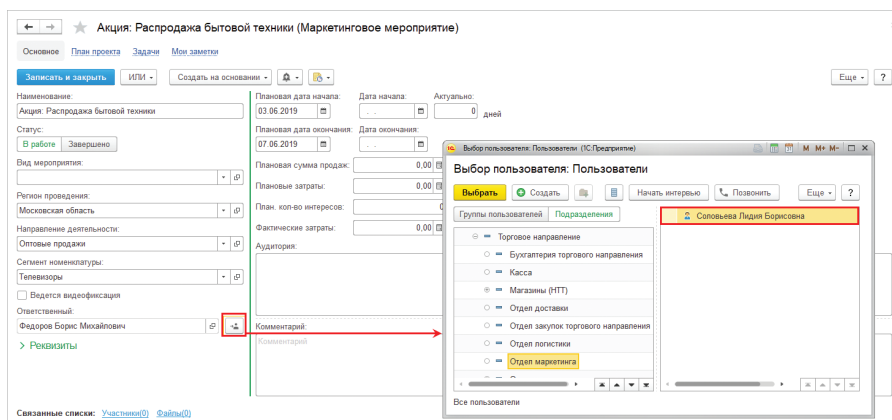 Акция: Распродажа бытовой техники (Маркетинговое мероприятие)
Основное План проекта Задачи Мои заметки
Записать и закрыть ИЛИ Создать на основании Еще ?
Наименование:
Акция: Распродажа бытовой техники
Статус:
В работе Завершено
Вид мероприятия:
Регион проведения:
Московская область
Направление деятельности:
Оптовые продажи
Сегмент номенклатуры:
Телевизоры
Ведется видеофиксация
Ответственный:
Федоров Борис Михайлович
> Реквизиты
Связанные списки: Участники(0) Файлы(0)
Плановая дата начала: Дата начала: Актуально:
03.06.2019 . . 0 дней
Плановая дата окончания: Дата окончания:
07.06.2019 . .
Плановая сумма продаж: 0,00
Плановые затраты: 0,00
План. кол-во интересов: 0
Фактические затраты: 0,00
Аудитория:
Комментарий:
Комментарий
Выбор пользователя: Пользователи (1С:Предприятие) M M+ M-
Выбор пользователя: Пользователи
Выбрать Создать Начать интервью Позвонить Еще ?
Группы пользователей Подразделения
Соловьева Лидия Борисовна
Торговое направление
Бухгалтерия торгового направления
Касса
Магазины (НТТ)
Отдел доставки
Отдел закупок торгового направления
Отдел логистики
Отдел маркетинга
Все пользователи